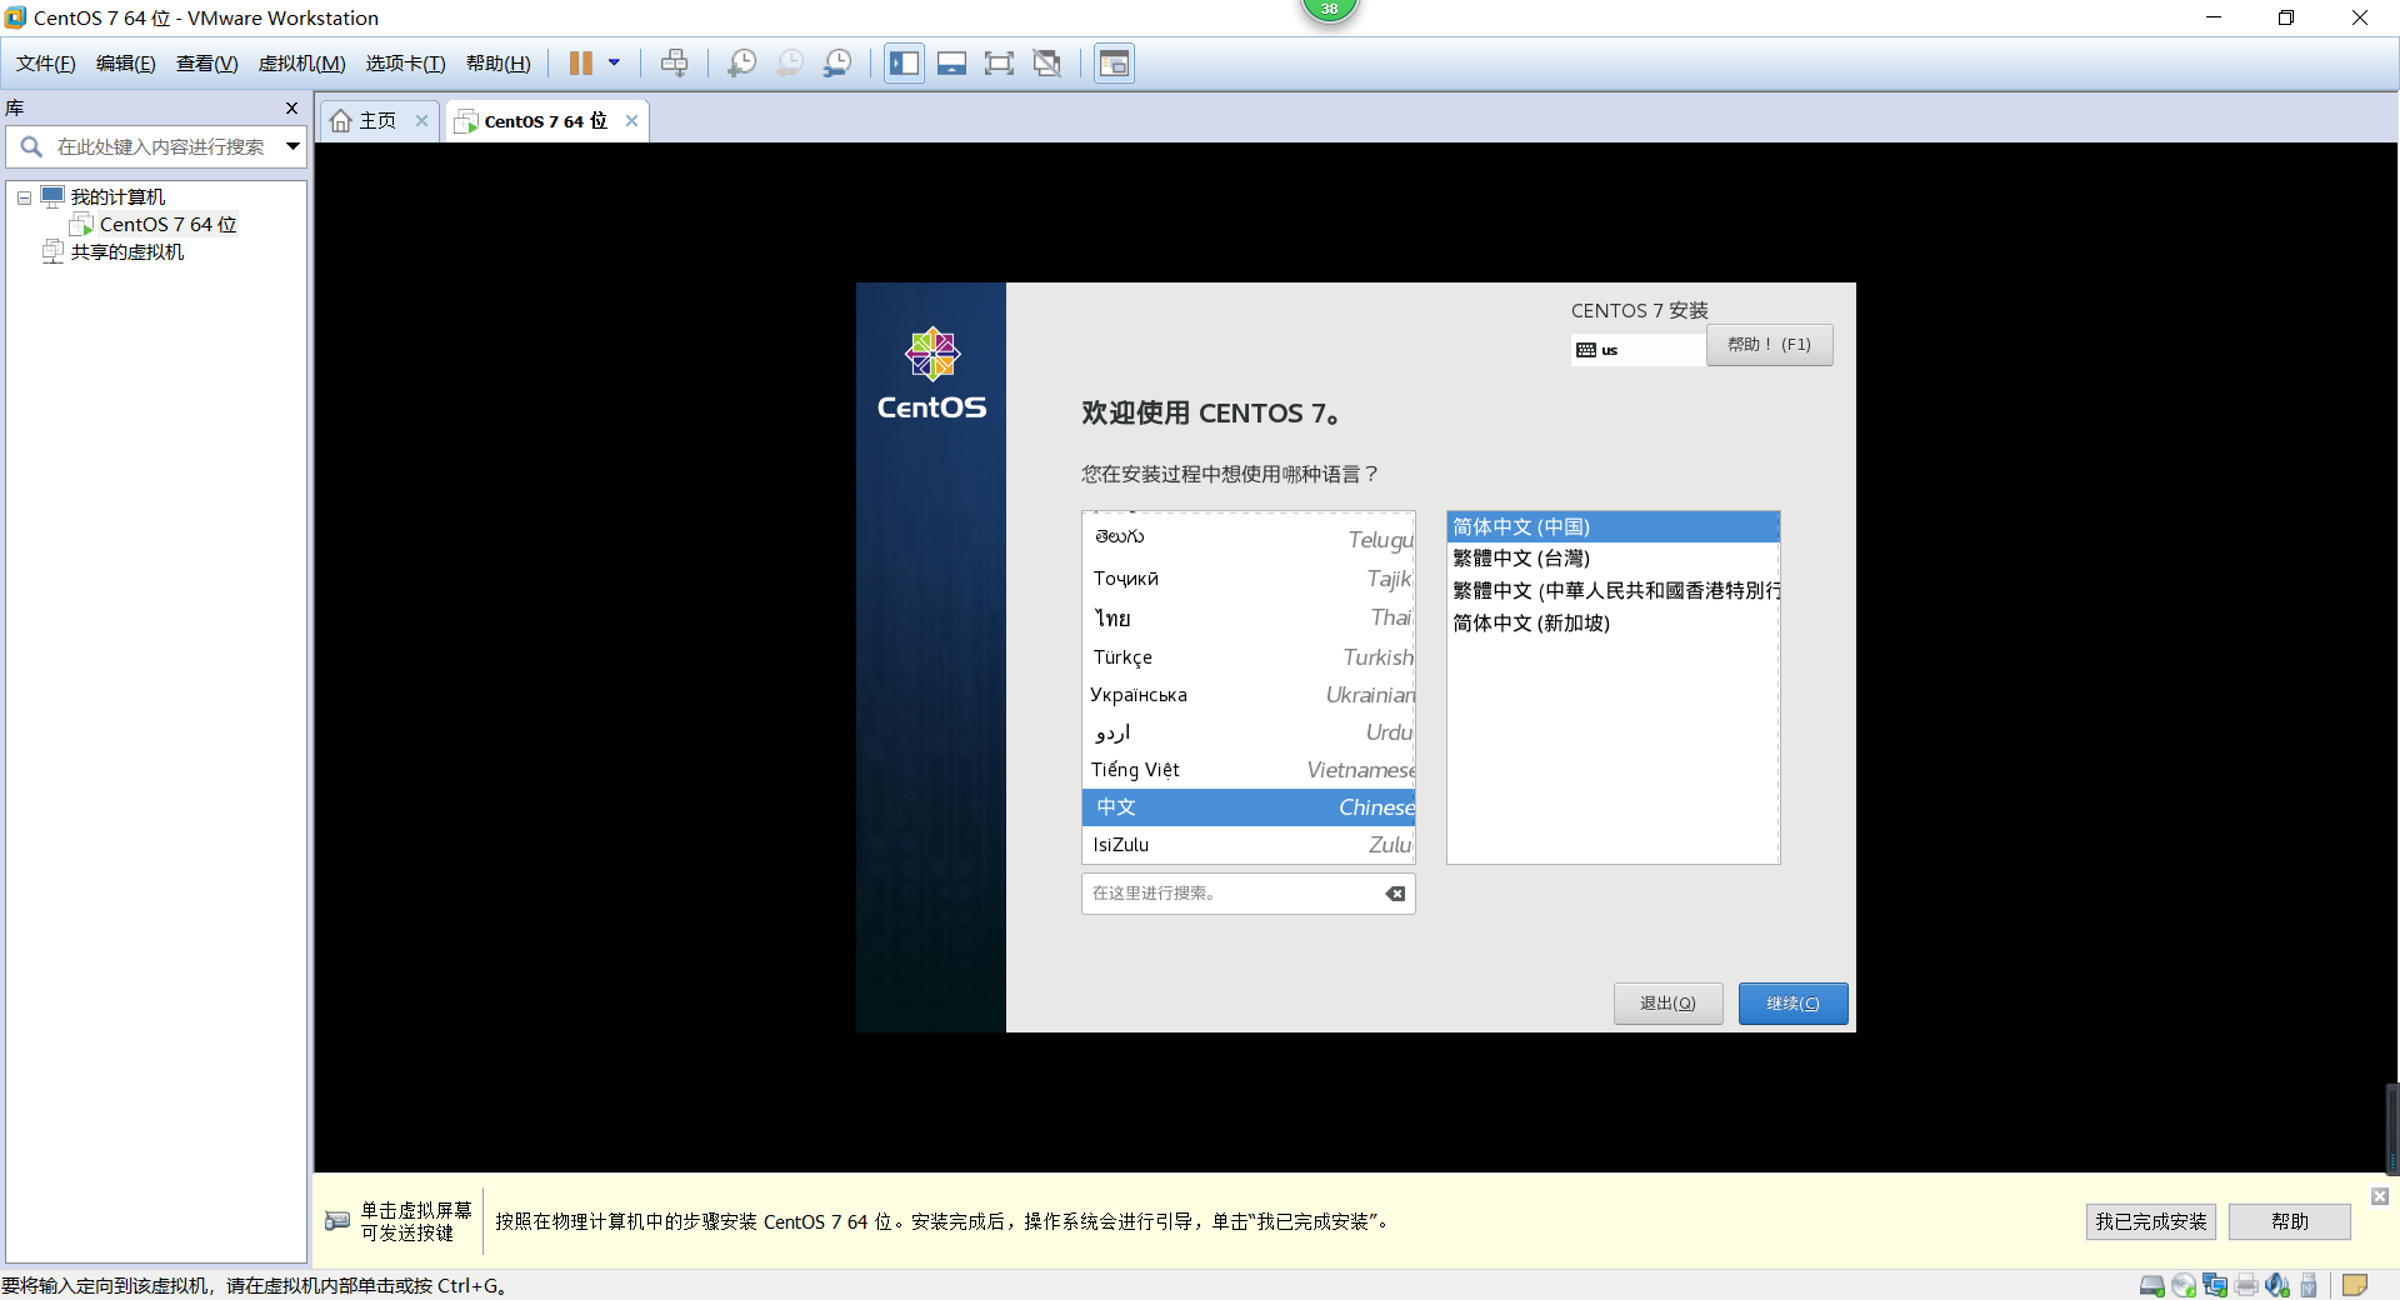 CentOS 7 64 位 - VMware Workstation
38
文件(F) 编辑(E) 查看(V) 虚拟机(M) 选项卡(T) 帮助(H)
库
主页
CentOS 7 64 位
在此处键入内容进行搜索
我的计算机
CentOS 7 64 位
共享的虚拟机
CentOS
CENTOS 7 安装
us
帮助！ (F1)
欢迎使用 CENTOS 7。
您在安装过程中想使用哪种语言？
తెలుగు Telugu
Тоҷикӣ Tajik
ไทย Thai
Türkçe Turkish
Українська Ukrainian
اردو Urdu
Tiếng Việt Vietnamese
中文 Chinese
IsiZulu Zulu
简体中文 (中国)
繁體中文 (台灣)
繁體中文 (中華人民共和國香港特別行
简体中文 (新加坡)
在这里进行搜索。
退出(Q)
继续(C)
单击虚拟屏幕
可发送按键
按照在物理计算机中的步骤安装 CentOS 7 64 位。安装完成后，操作系统会进行引导，单击“我已完成安装”。
我已完成安装
帮助
要将输入定向到该虚拟机，请在虚拟机内部单击或按 Ctrl+G。